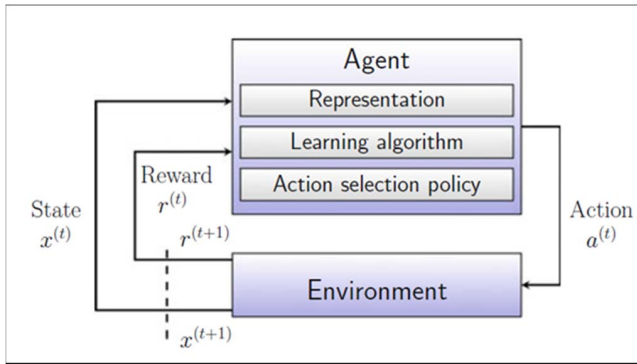 Agent
Representation
Learning algorithm
Action selection policy
Reward
r^(t)
State
x^(t)
r^(t+1)
Action
a^(t)
Environment
x^(t+1)